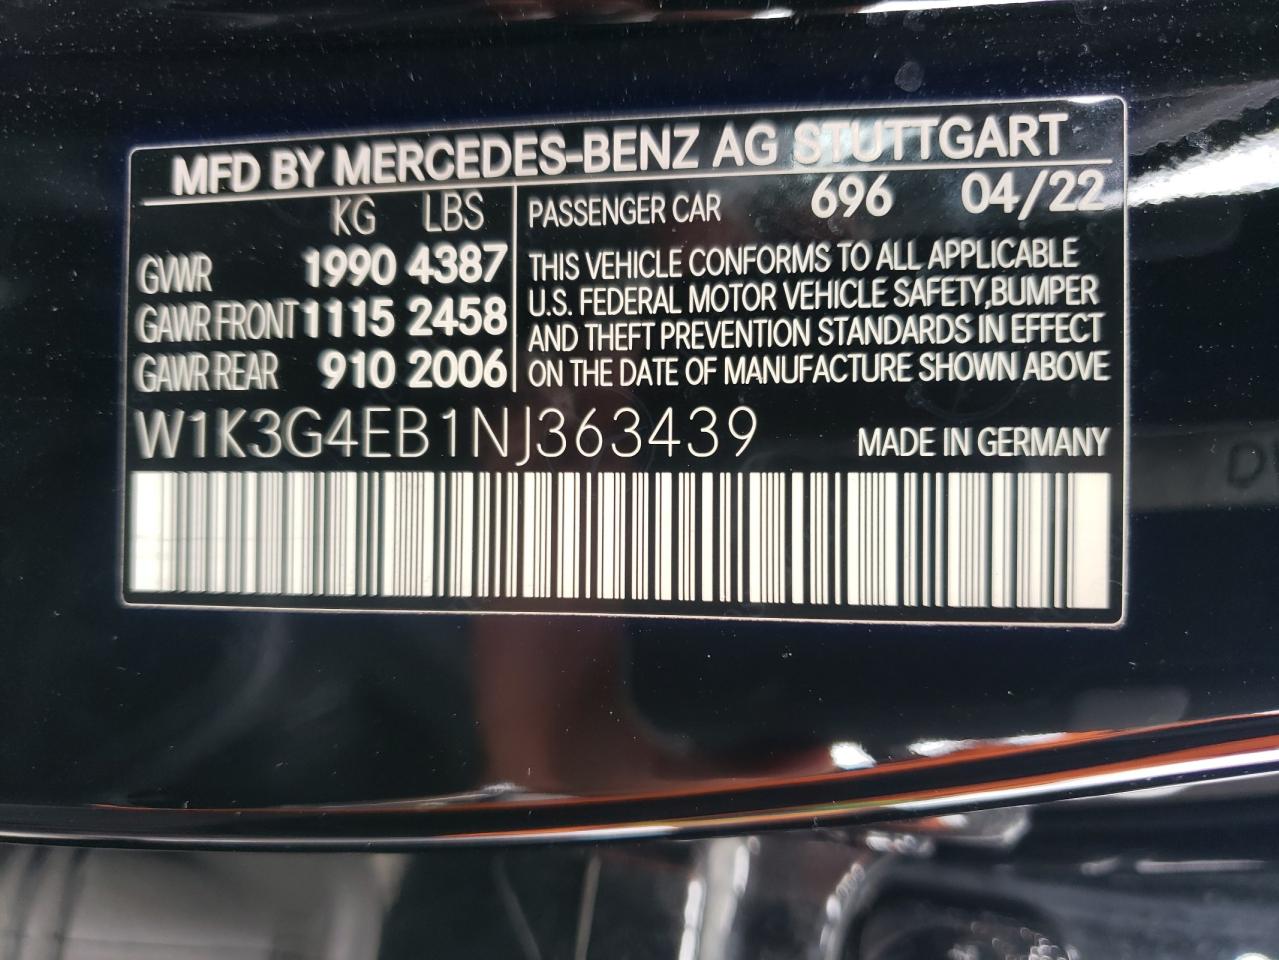 MFD BY MERCEDES-BENZ AG STUTTGART
KG LBS
GVWR 1990 4387
GAWR FRONT 1115 2458
GAWR REAR 910 2006
PASSENGER CAR 696 04/22
THIS VEHICLE CONFORMS TO ALL APPLICABLE
U.S. FEDERAL MOTOR VEHICLE SAFETY,BUMPER
AND THEFT PREVENTION STANDARDS IN EFFECT
ON THE DATE OF MANUFACTURE SHOWN ABOVE
W1K3G4EB1NJ363439 MADE IN GERMANY